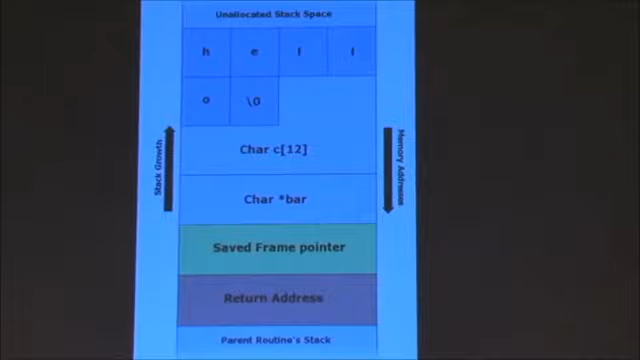 Unallocated Stack Space
h e l l
o \0
Char c[12]
Char *bar
Saved Frame pointer
Return Address
Parent Routine's Stack
Stack Growth
Memory Addresses